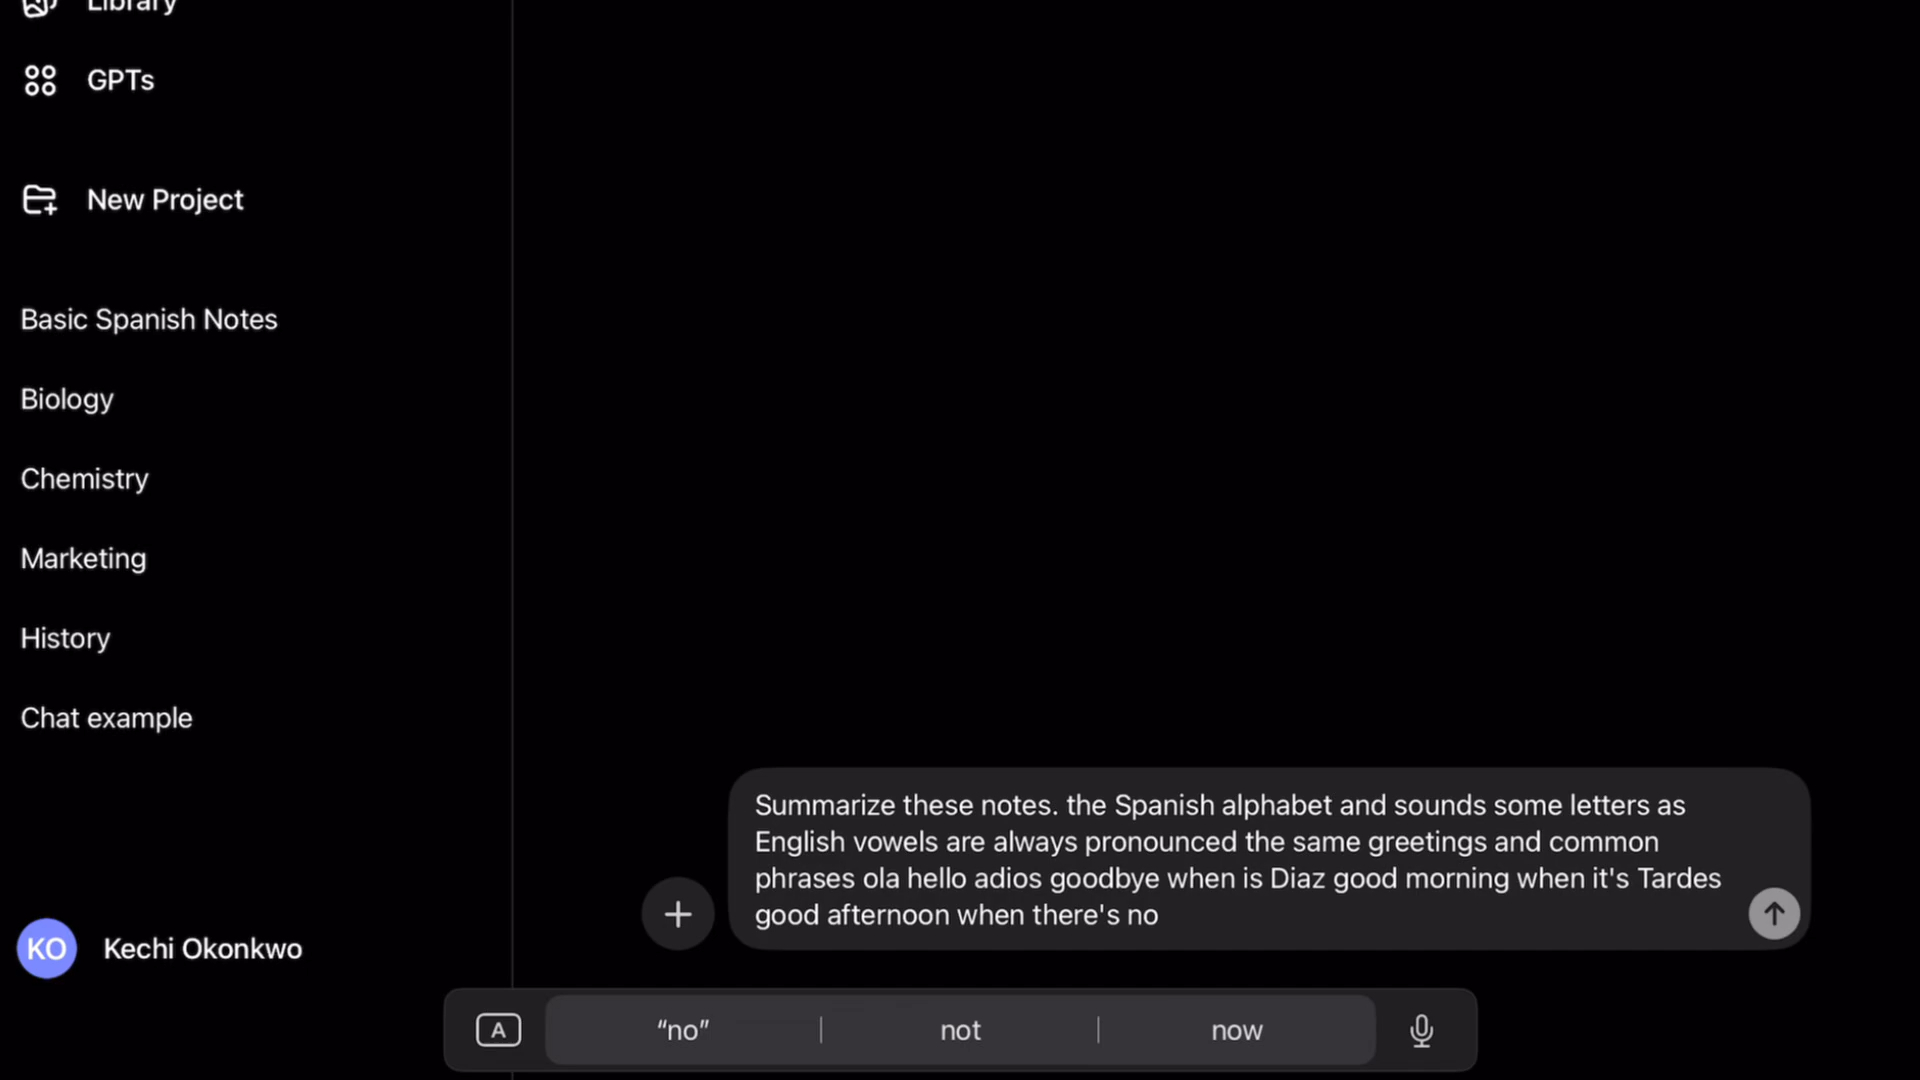 Library
GPTs
New Project
Basic Spanish Notes
Biology
Chemistry
Marketing
History
Chat example
KO
Kechi Okonkwo
Summarize these notes. the Spanish alphabet and sounds some letters as
English vowels are always pronounced the same greetings and common
phrases ola hello adios goodbye when is Diaz good morning when it's Tardes
good afternoon when there's no
A
“no”
not
now